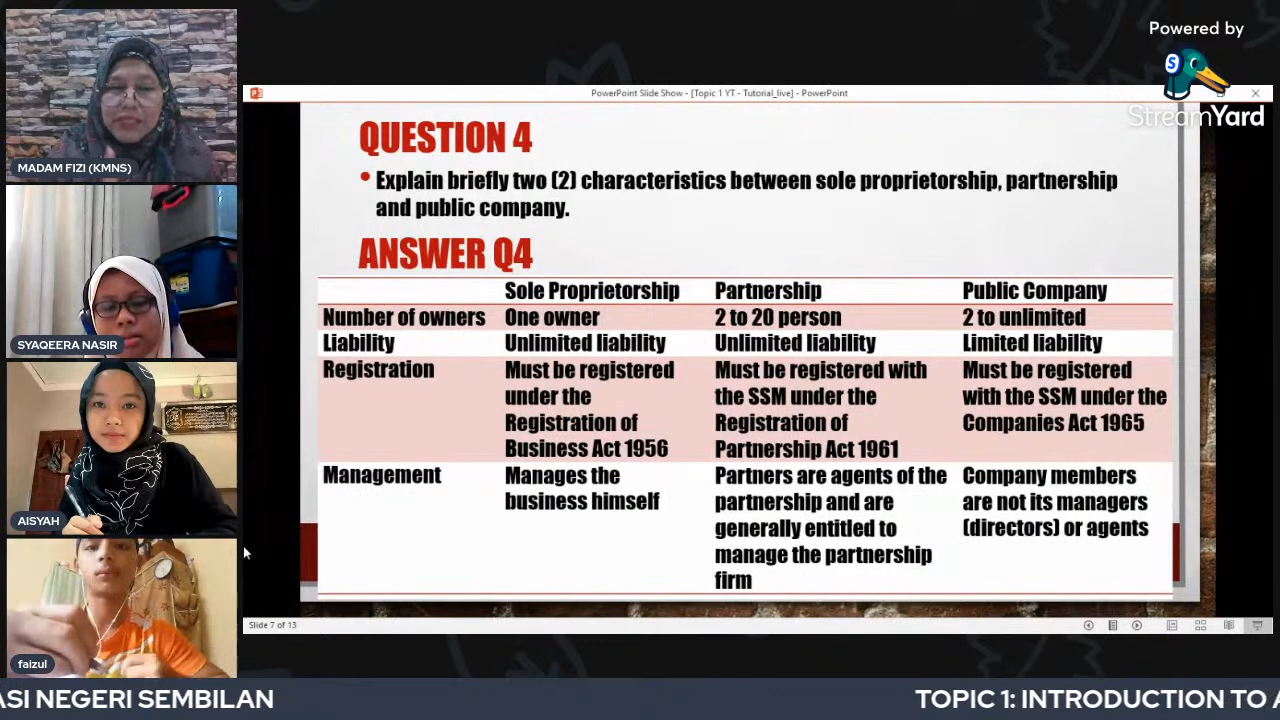 Powered by
S
StreamYard
PowerPoint Slide Show - [Topic 1 YT - Tutorial_live] - PowerPoint
MADAM FIZI (KMNS)
SYAQEERA NASIR
AISYAH
faizul
QUESTION 4
• Explain briefly two (2) characteristics between sole proprietorship, partnership
and public company.
ANSWER Q4
Sole Proprietorship Partnership Public Company
Number of owners One owner 2 to 20 person 2 to unlimited
Liability Unlimited liability Unlimited liability Limited liability
Registration Must be registered Must be registered with Must be registered
under the the SSM under the with the SSM under the
Registration of Registration of Companies Act 1965
Business Act 1956 Partnership Act 1961
Management Manages the Partners are agents of the Company members
business himself partnership and are are not its managers
generally entitled to (directors) or agents
manage the partnership
firm
Slide 7 of 13
ASI NEGERI SEMBILAN TOPIC 1: INTRODUCTION TO A